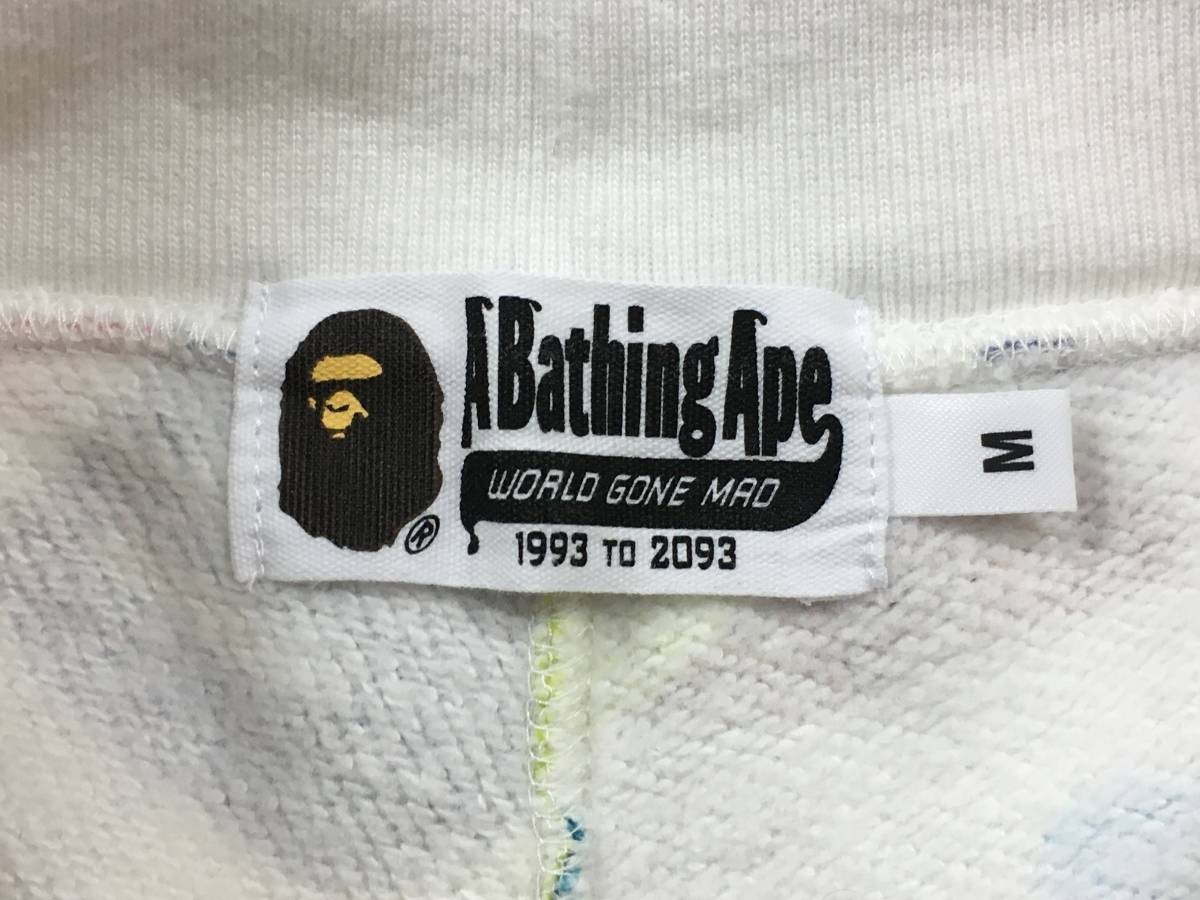 A Bathing Ape
WORLD GONE MAD
1993 TO 2093
®
M